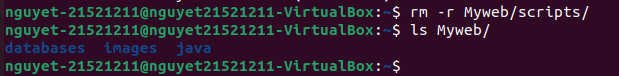 nguyet-21521211@nguyet21521211-VirtualBox:~$ rm -r Myweb/scripts/
nguyet-21521211@nguyet21521211-VirtualBox:~$ ls Myweb/
databases  images  java
nguyet-21521211@nguyet21521211-VirtualBox:~$